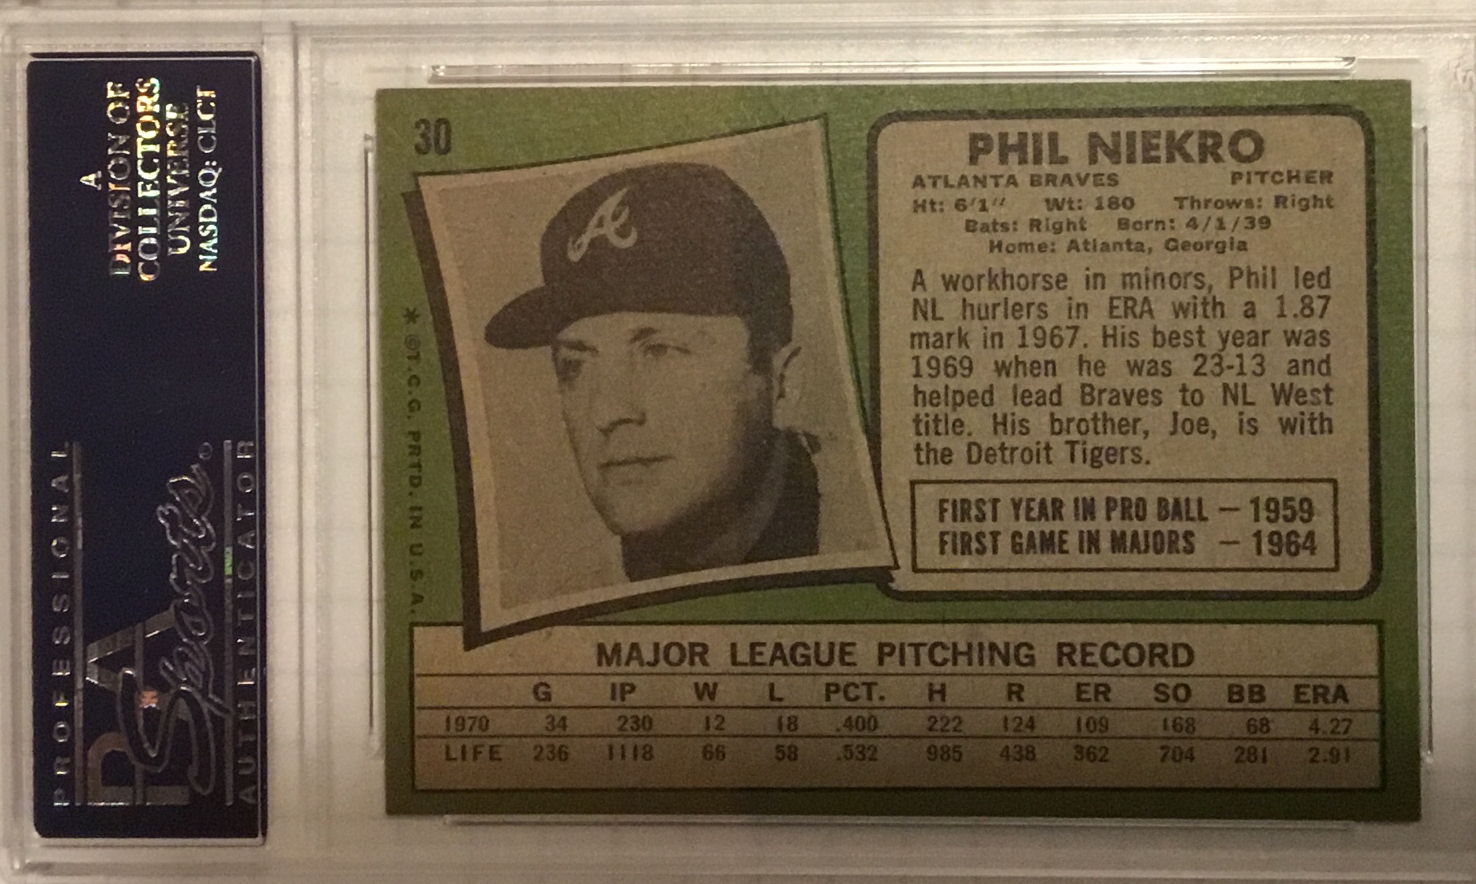 A
DIVISION OF
COLLECTORS
UNIVERSE
NASDAQ: CLCT
PROFESSIONAL
PSA
Sports
AUTHENTICATOR
30
A
* ©T.C.G. PRTD. IN U.S.A.
PHIL NIEKRO
ATLANTA BRAVES PITCHER
Ht: 6'1" Wt: 180 Throws: Right
Bats: Right Born: 4/1/39
Home: Atlanta, Georgia
A workhorse in minors, Phil led
NL hurlers in ERA with a 1.87
mark in 1967. His best year was
1969 when he was 23-13 and
helped lead Braves to NL West
title. His brother, Joe, is with
the Detroit Tigers.
FIRST YEAR IN PRO BALL — 1959
FIRST GAME IN MAJORS — 1964
MAJOR LEAGUE PITCHING RECORD
G IP W L PCT. H R ER SO BB ERA
1970 34 230 12 18 .400 222 124 109 168 68 4.27
LIFE 236 1118 66 58 .532 985 438 362 704 281 2.91